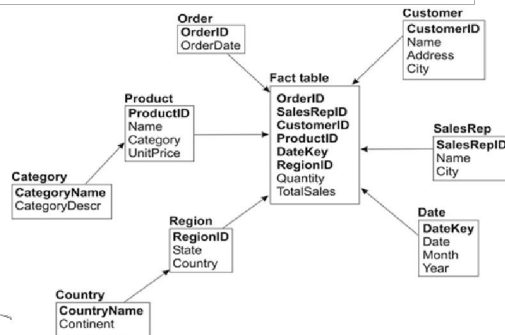 Order
OrderID
OrderDate
Customer
CustomerID
Name
Address
City
Fact table
OrderID
SalesRepID
CustomerID
ProductID
DateKey
RegionID
Quantity
TotalSales
Product
ProductID
Name
Category
UnitPrice
SalesRep
SalesRepID
Name
City
Category
CategoryName
CategoryDescr
Region
RegionID
State
Country
Date
DateKey
Date
Month
Year
Country
CountryName
Continent